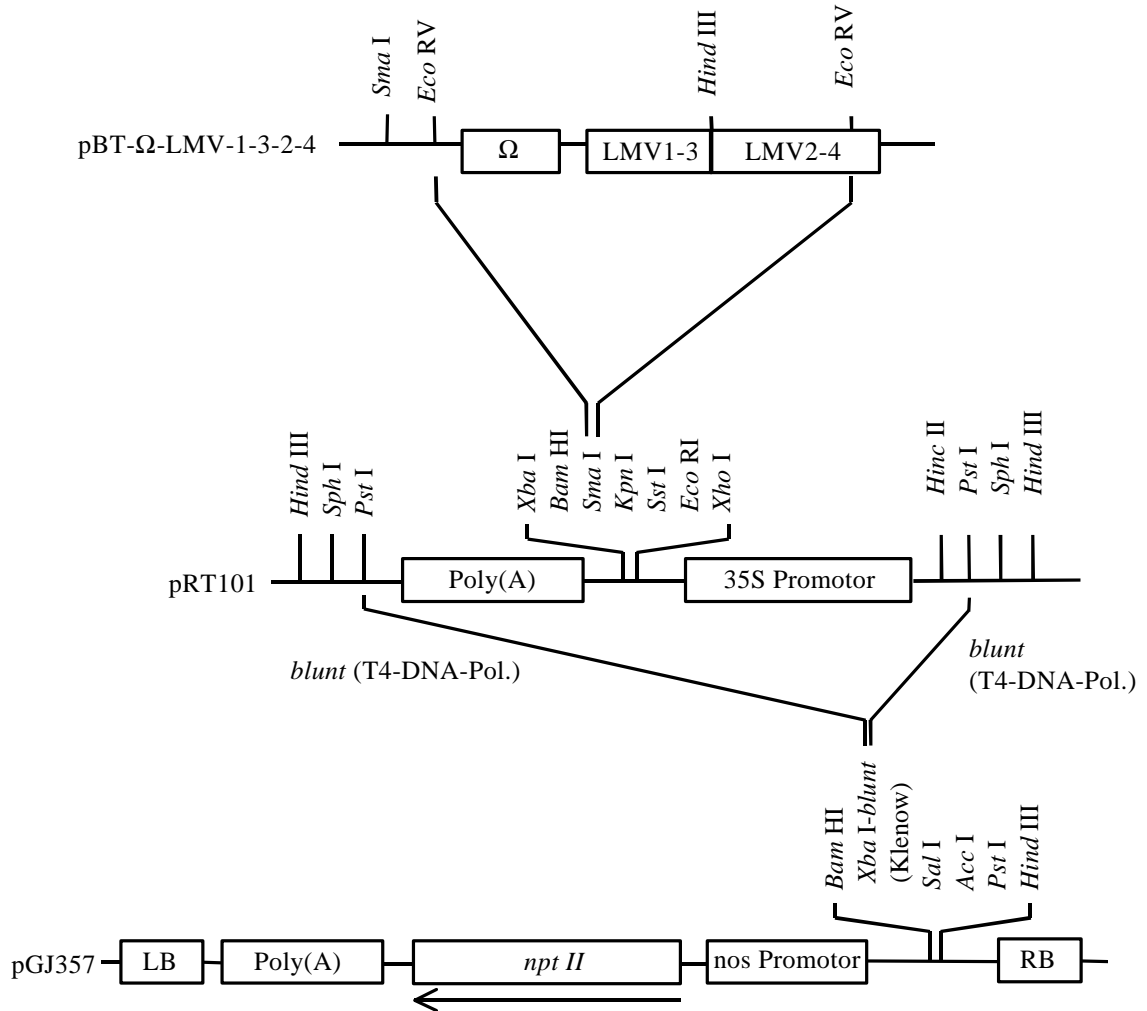 Sma I
Eco RV
Hind III
Eco RV
pBT-Ω-LMV-1-3-2-4
Ω
LMV1-3
LMV2-4
Hind III
Sph I
Pst I
Xba I
Bam HI
Sma I
Kpn I
Sst I
Eco RI
Xho I
Hinc II
Pst I
Sph I
Hind III
pRT101
Poly(A)
35S Promotor
blunt (T4-DNA-Pol.)
blunt
(T4-DNA-Pol.)
Bam HI
Xba I-blunt
(Klenow)
Sal I
Acc I
Pst I
Hind III
pGJ357
LB
Poly(A)
npt II
nos Promotor
RB